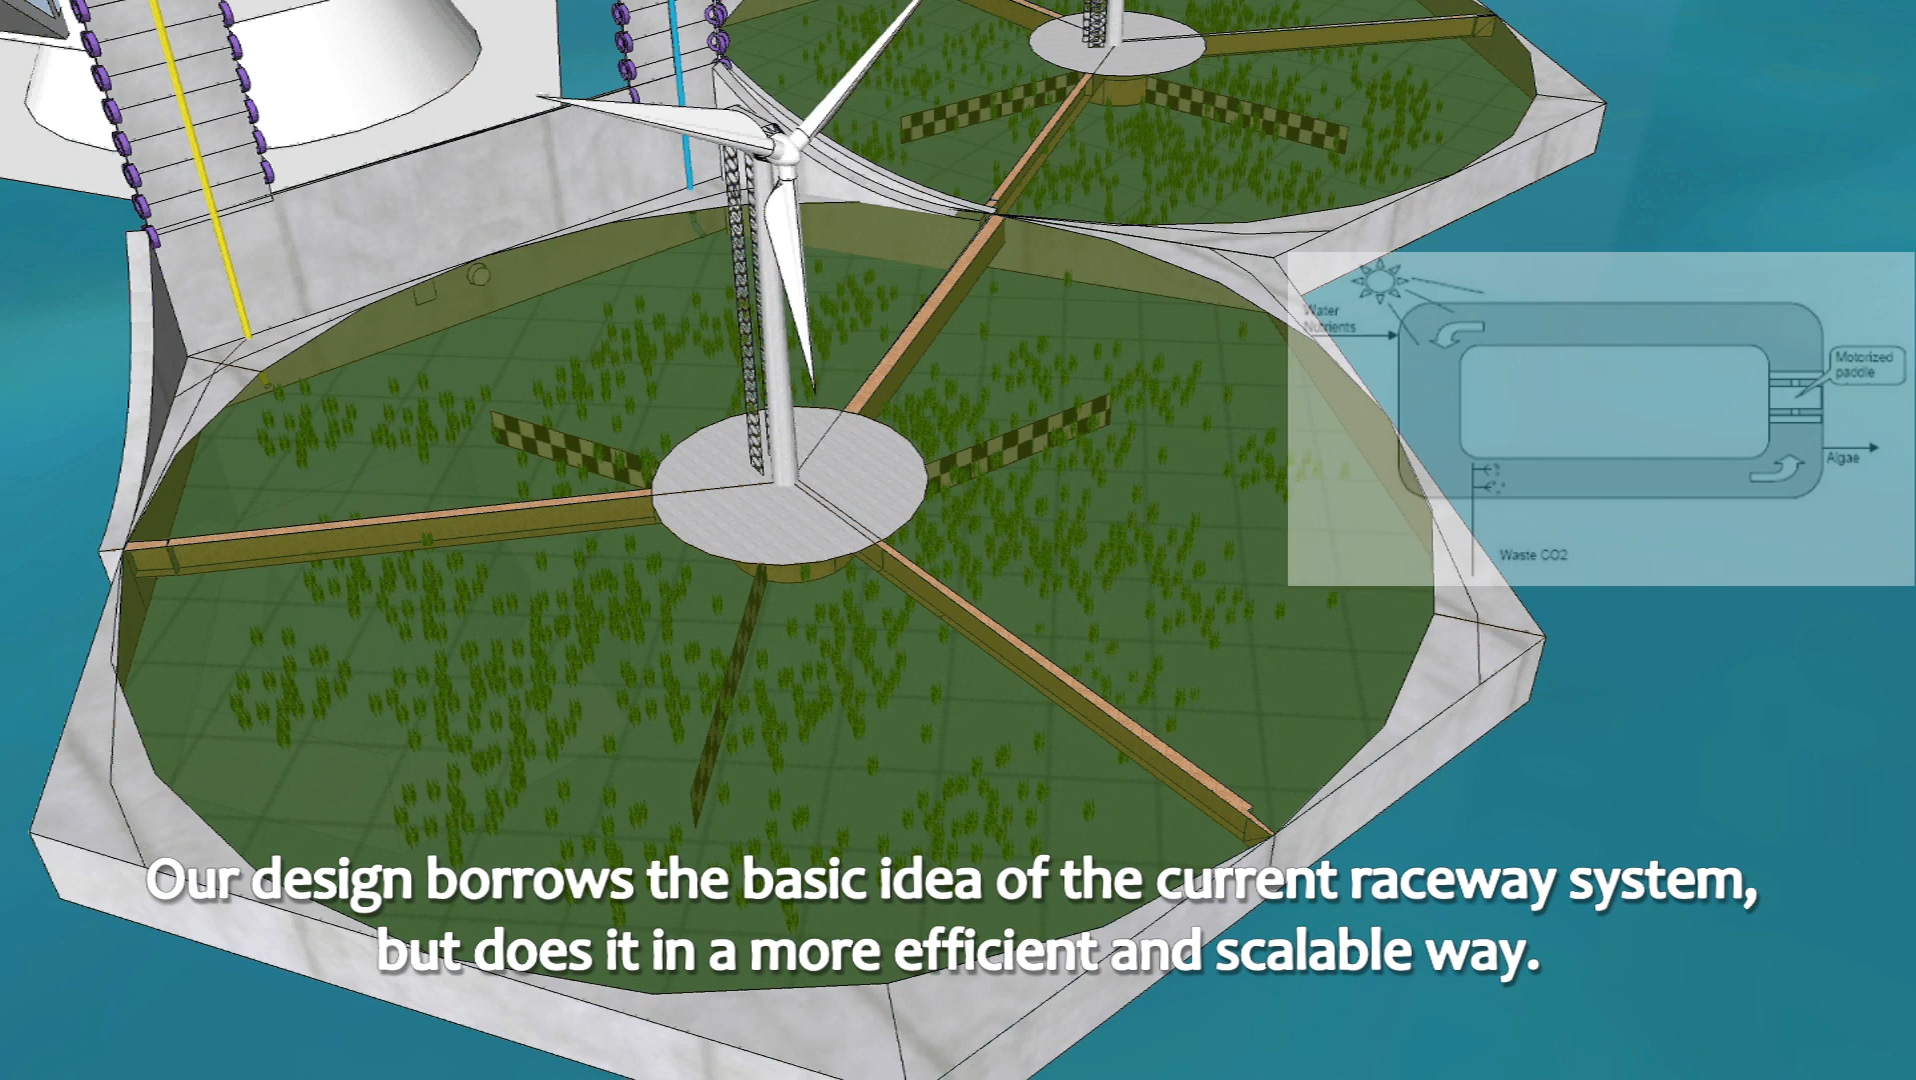 Water
Nutrients
Motorized
paddle
Algae
Waste CO2
Our design borrows the basic idea of the current raceway system,
but does it in a more efficient and scalable way.